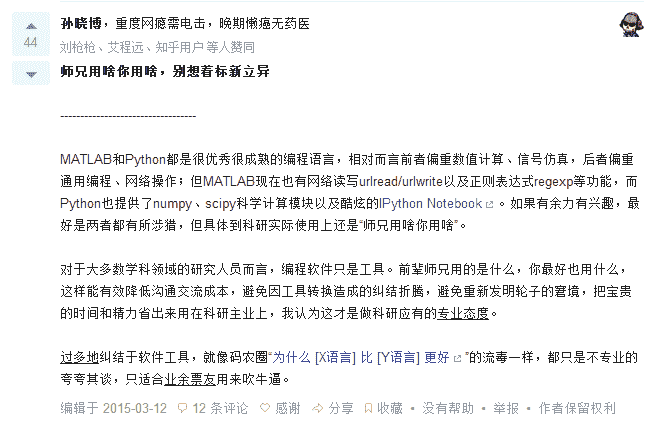 孙晓博，重度网瘾需电击，晚期懒癌无药医
44
刘枪枪、艾程远、知乎用户 等人赞同
师兄用啥你用啥，别想着标新立异
----------------------------------
MATLAB和Python都是很优秀很成熟的编程语言，相对而言前者偏重数值计算、信号仿真，后者偏重
通用编程、网络操作；但MATLAB现在也有网络读写urlread/urlwrite以及正则表达式regexp等功能，而
Python也提供了numpy、scipy科学计算模块以及酷炫的IPython Notebook 。如果有余力有兴趣，最
好是两者都有所涉猎，但具体到科研实际使用上还是“师兄用啥你用啥”。
对于大多数学科领域的研究人员而言，编程软件只是工具。前辈师兄用的是什么，你最好也用什么，
这样能有效降低沟通交流成本，避免因工具转换造成的纠结折腾，避免重新发明轮子的窘境，把宝贵
的时间和精力省出来用在科研主业上，我认为这才是做科研应有的专业态度。
过多地纠结于软件工具，就像码农圈“为什么 [X语言] 比 [Y语言] 更好 ”的流毒一样，都只是不专业的
夸夸其谈，只适合业余票友用来吹牛逼。
编辑于 2015-03-12 12 条评论 感谢 分享 收藏 • 没有帮助 • 举报 • 作者保留权利